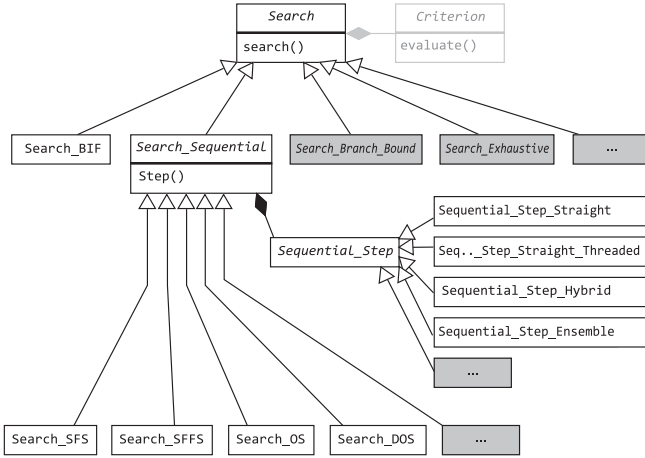 Search
search()
Criterion
evaluate()
Search_BIF
Search_Sequential
Step()
Search_Branch_Bound
Search_Exhaustive
...
Sequential_Step
Sequential_Step_Straight
Seq.._Step_Straight_Threaded
Sequential_Step_Hybrid
Sequential_Step_Ensemble
...
Search_SFS
Search_SFFS
Search_OS
Search_DOS
...